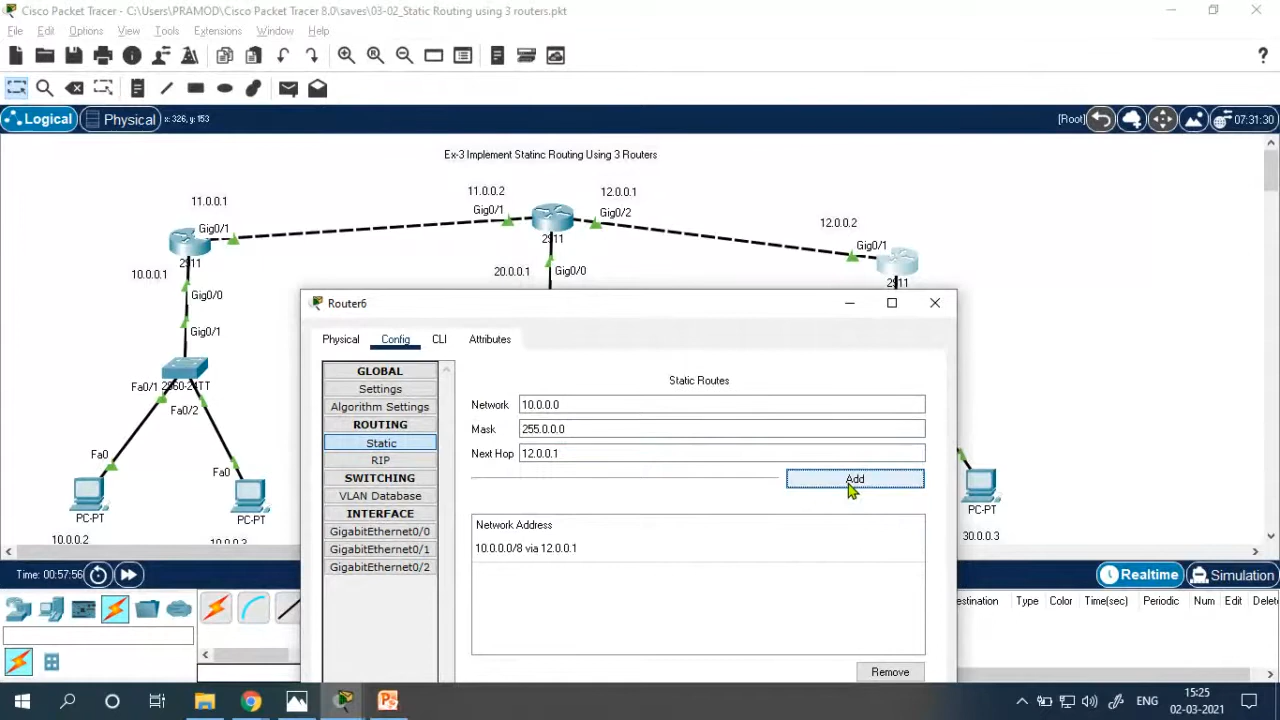 Cisco Packet Tracer - C:\Users\PRAMOD\Cisco Packet Tracer 8.0\saves\03-02_Static Routing using 3 routers.pkt
File Edit Options View Tools Extensions Window Help
Logical Physical x: 326, y: 153 [Root] 07:31:30
Ex-3 Implement Statinc Routing Using 3 Routers
11.0.0.1
Gig0/1
2911
10.0.0.1
Gig0/0
Gig0/1
2960-24TT
Fa0/1
Fa0/2
Fa0
Fa0
PC-PT
PC-PT
10.0.0.2
10.0.0.3
11.0.0.2
Gig0/1
12.0.0.1
Gig0/2
2911
20.0.0.1
Gig0/0
12.0.0.2
Gig0/1
2911
PC-PT
30.0.0.3
Router6
Physical Config CLI Attributes
GLOBAL
Settings
Algorithm Settings
ROUTING
Static
RIP
SWITCHING
VLAN Database
INTERFACE
GigabitEthernet0/0
GigabitEthernet0/1
GigabitEthernet0/2
Static Routes
Network 10.0.0.0
Mask 255.0.0.0
Next Hop 12.0.0.1
Add
Network Address
10.0.0.0/8 via 12.0.0.1
Remove
Time: 00:57:56
Realtime Simulation
estination Type Color Time(sec) Periodic Num Edit Delet
ENG
15:25
02-03-2021